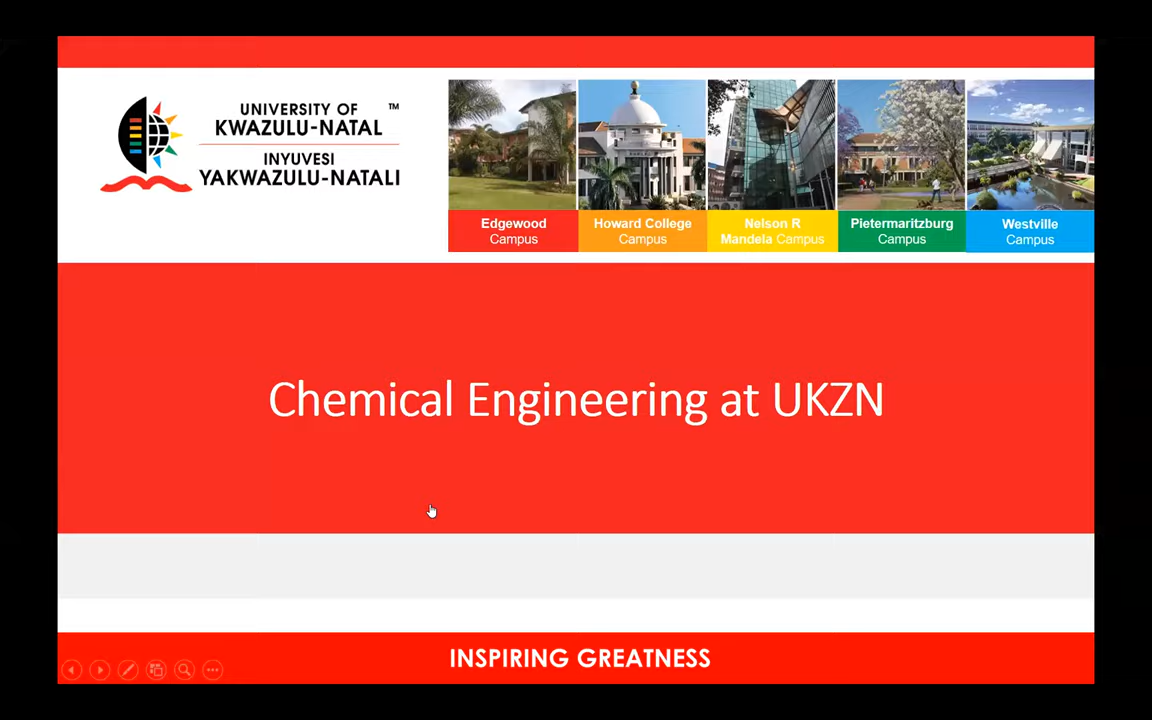 UNIVERSITY OF ™
KWAZULU-NATAL
INYUVESI
YAKWAZULU-NATALI
Edgewood
Campus
Howard College
Campus
Nelson R
Mandela Campus
Pietermaritzburg
Campus
Westville
Campus
Chemical Engineering at UKZN
INSPIRING GREATNESS